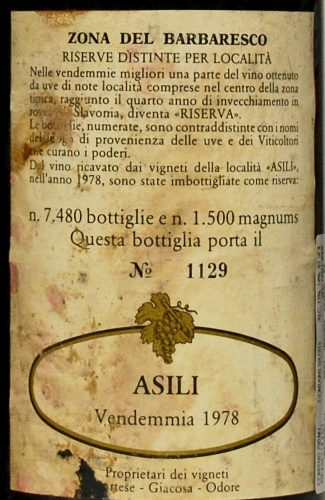 ZONA DEL BARBARESCO
RISERVE DISTINTE PER LOCALITÀ
Nelle vendemmie migliori una parte del vino ottenuto
da uve di note località comprese nel centro della zona
tipica, raggiunto il quarto anno di invecchiamento in
Slavonia, diventa «RISERVA».
Le bottiglie, numerate, sono contraddistinte con i nomi
di provenienza delle uve e dei Viticoltori
che curano i poderi.
Dal vino ricavato dai vigneti della località «ASILI»,
nell'anno 1978, sono state imbottigliate come riserva:
n. 7.480 bottiglie e n. 1.500 magnums
Questa bottiglia porta il
№ 1129
ASILI
Vendemmia 1978
Proprietari dei vigneti
- Giacosa - Odore